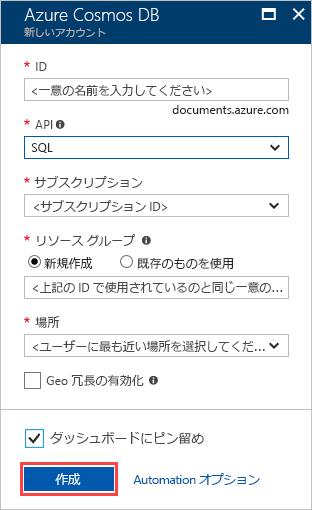 Azure Cosmos DB
新しいアカウント
* ID
<一意の名前を入力してください>
documents.azure.com
* API
SQL
* サブスクリプション
<サブスクリプション ID>
* リソース グループ
新規作成 既存のものを使用
<上記の ID で使用されているのと同じ一意の...
* 場所
<ユーザーに最も近い場所を選択してくだ...
Geo 冗長の有効化
ダッシュボードにピン留め
作成 Automation オプション